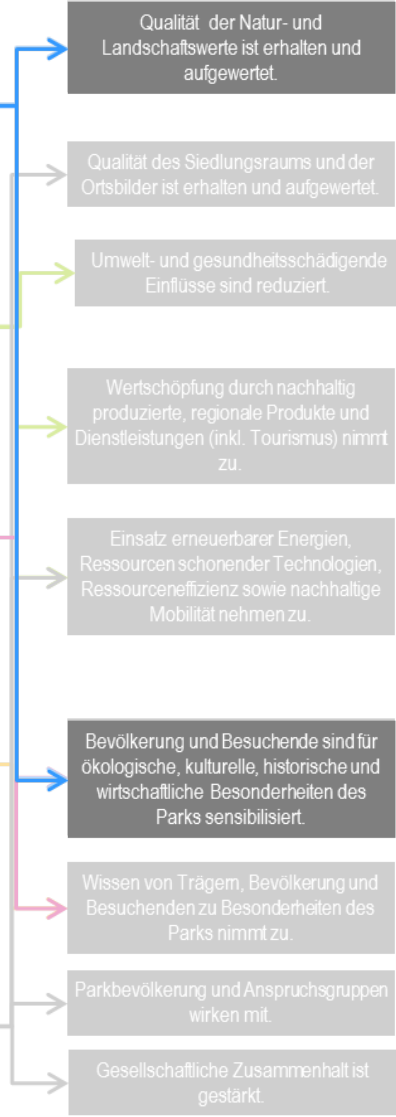 Qualität der Natur- und
Landschaftswerte ist erhalten und
aufgewertet.
Qualität des Siedlungsraums und der
Ortsbilder ist erhalten und aufgewertet.
Umwelt- und gesundheitsschädigende
Einflüsse sind reduziert.
Wertschöpfung durch nachhaltig
produzierte, regionale Produkte und
Dienstleistungen (inkl. Tourismus) nimmt
zu.
Einsatz erneuerbarer Energien,
Ressourcen schonender Technologien,
Ressourceneffizienz sowie nachhaltige
Mobilität nehmen zu.
Bevölkerung und Besuchende sind für
ökologische, kulturelle, historische und
wirtschaftliche Besonderheiten des
Parks sensibilisiert.
Wissen von Trägern, Bevölkerung und
Besuchenden zu Besonderheiten des
Parks nimmt zu.
Parkbevölkerung und Anspruchsgruppen
wirken mit.
Gesellschaftliche Zusammenhalt ist
gestärkt.